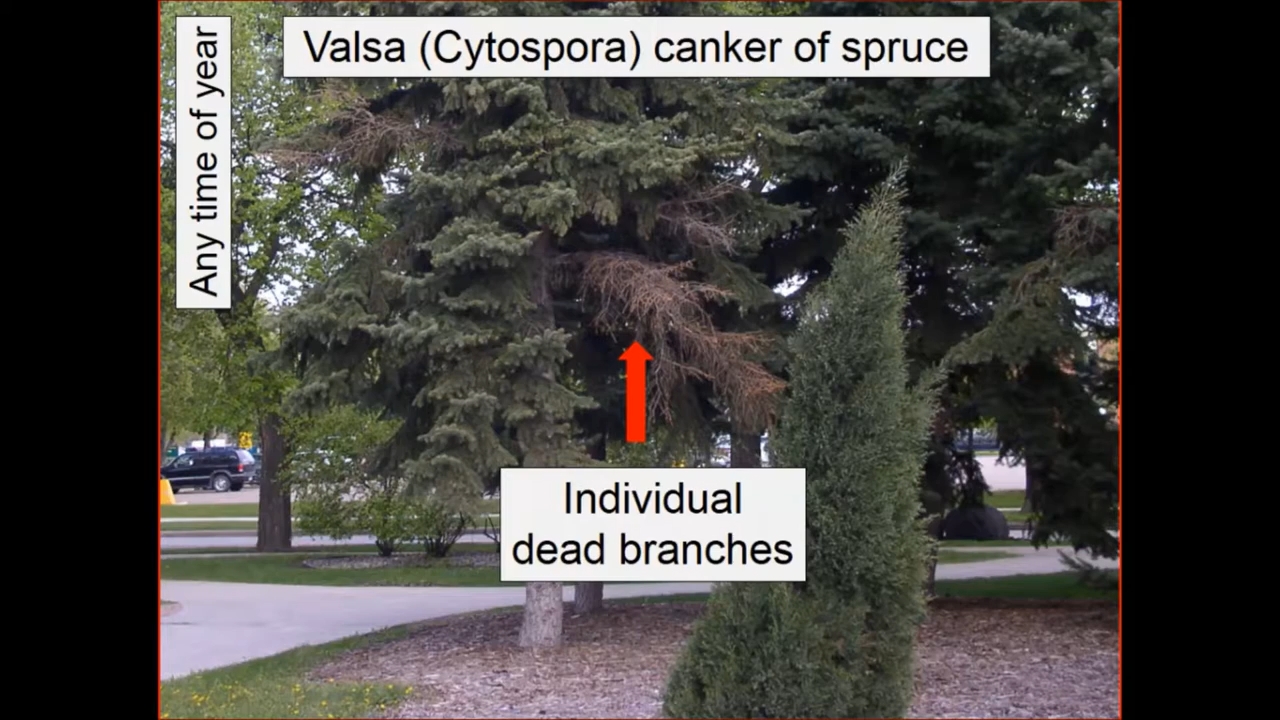 Valsa (Cytospora) canker of spruce
Any time of year
Individual
dead branches